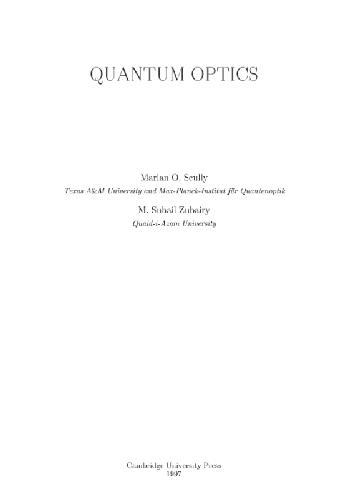 QUANTUM OPTICS
Marlan O. Scully
Texas A&M University and Max-Planck-Institut für Quantenoptik
M. Suhail Zubairy
Quaid-i-Azam University
Cambridge University Press
1997